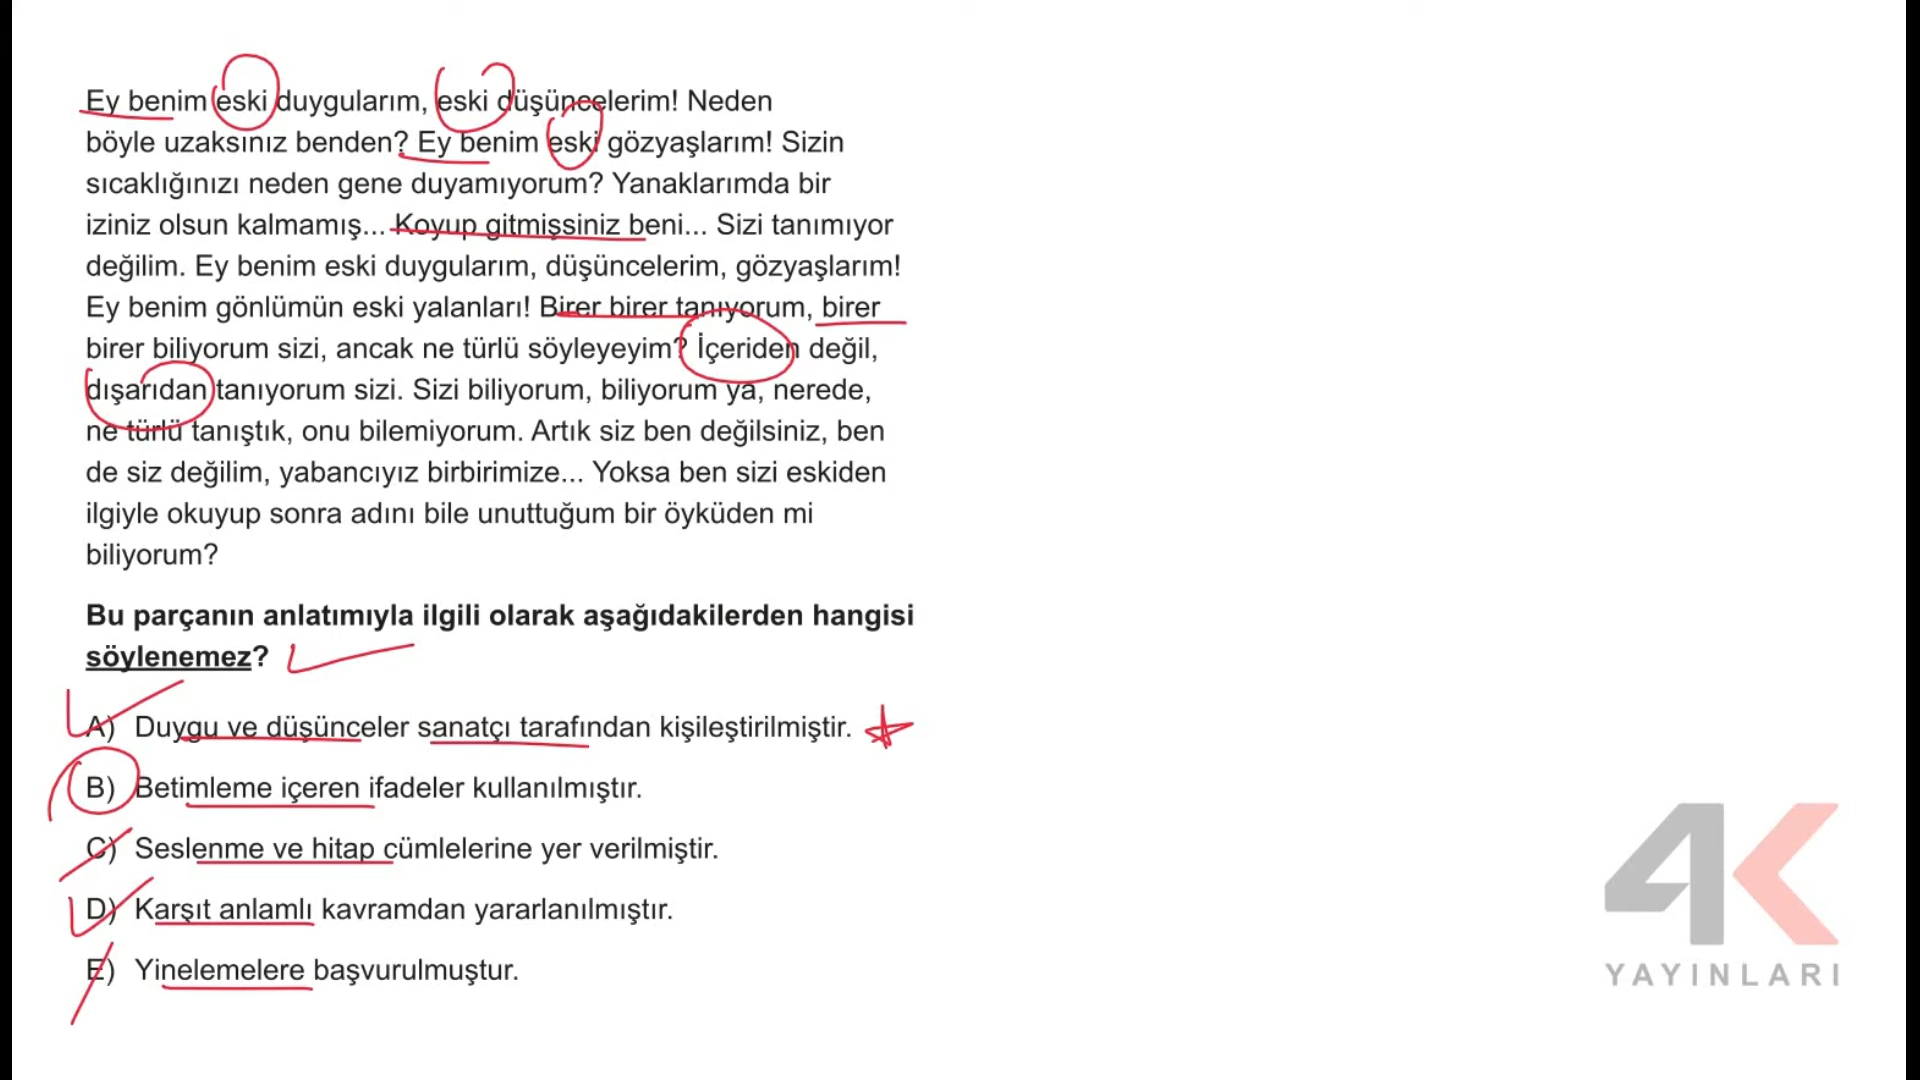 Ey benim eski duygularım, eski düşüncelerim! Neden
böyle uzaksınız benden? Ey benim eski gözyaşlarım! Sizin
sıcaklığınızı neden gene duyamıyorum? Yanaklarımda bir
iziniz olsun kalmamış... Koyup gitmişsiniz beni... Sizi tanımıyor
değilim. Ey benim eski duygularım, düşüncelerim, gözyaşlarım!
Ey benim gönlümün eski yalanları! Birer birer tanıyorum, birer
birer biliyorum sizi, ancak ne türlü söyleyeyim? İçeriden değil,
dışarıdan tanıyorum sizi. Sizi biliyorum, biliyorum ya, nerede,
ne türlü tanıştık, onu bilemiyorum. Artık siz ben değilsiniz, ben
de siz değilim, yabancıyız birbirimize... Yoksa ben sizi eskiden
ilgiyle okuyup sonra adını bile unuttuğum bir öyküden mi
biliyorum?
Bu parçanın anlatımıyla ilgili olarak aşağıdakilerden hangisi
söylenemez?
A) Duygu ve düşünceler sanatçı tarafından kişileştirilmiştir.
B) Betimleme içeren ifadeler kullanılmıştır.
C) Seslenme ve hitap cümlelerine yer verilmiştir.
D) Karşıt anlamlı kavramdan yararlanılmıştır.
E) Yinelemelere başvurulmuştur.
4K
YAYINLARI